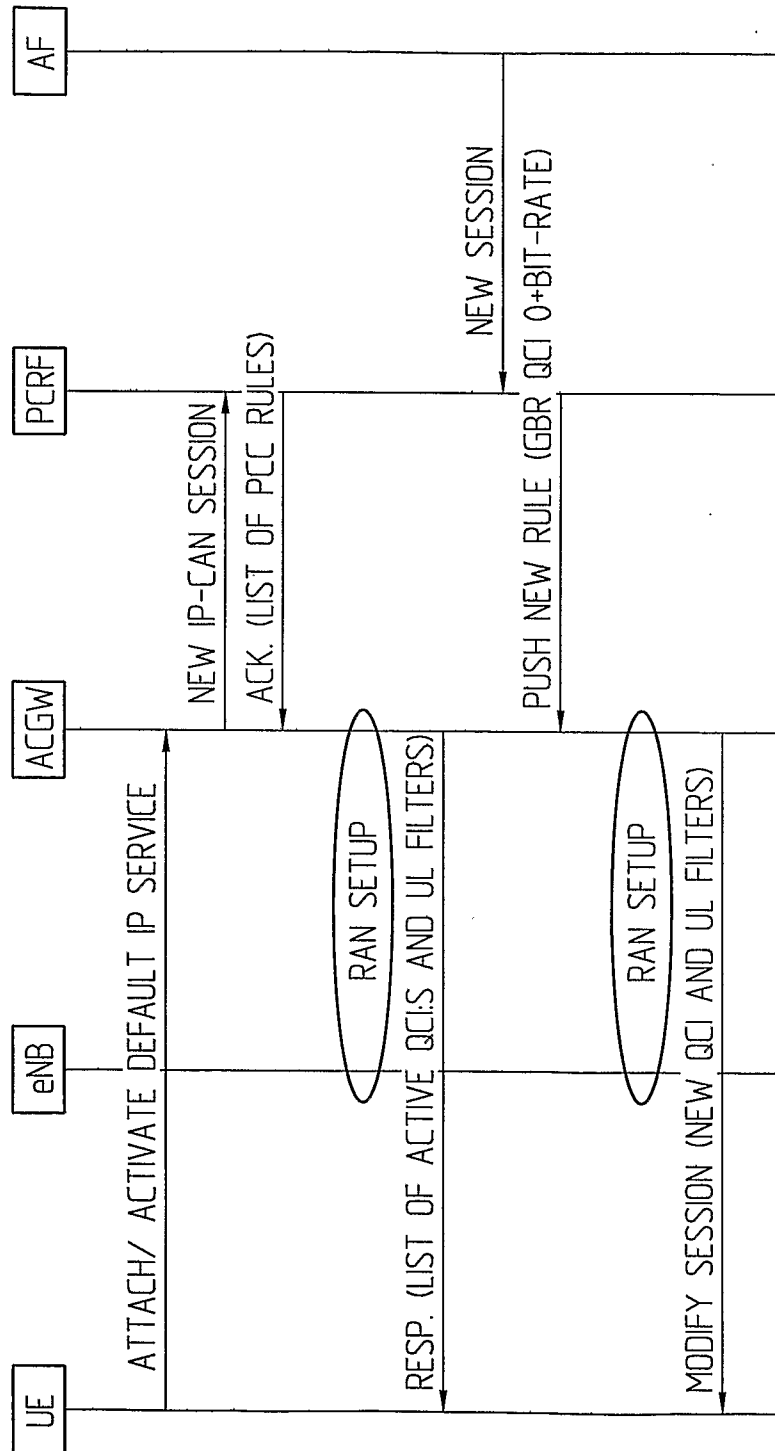 UE
eNB
ACGW
PCRF
AF
ATTACH/ ACTIVATE DEFAULT IP SERVICE
NEW IP-CAN SESSION
ACK. (LIST OF PCC RULES)
RAN SETUP
RESP. (LIST OF ACTIVE QCI:S AND UL FILTERS)
NEW SESSION
PUSH NEW RULE (GBR QCI 0+BIT-RATE)
RAN SETUP
MODIFY SESSION (NEW QCI AND UL FILTERS)